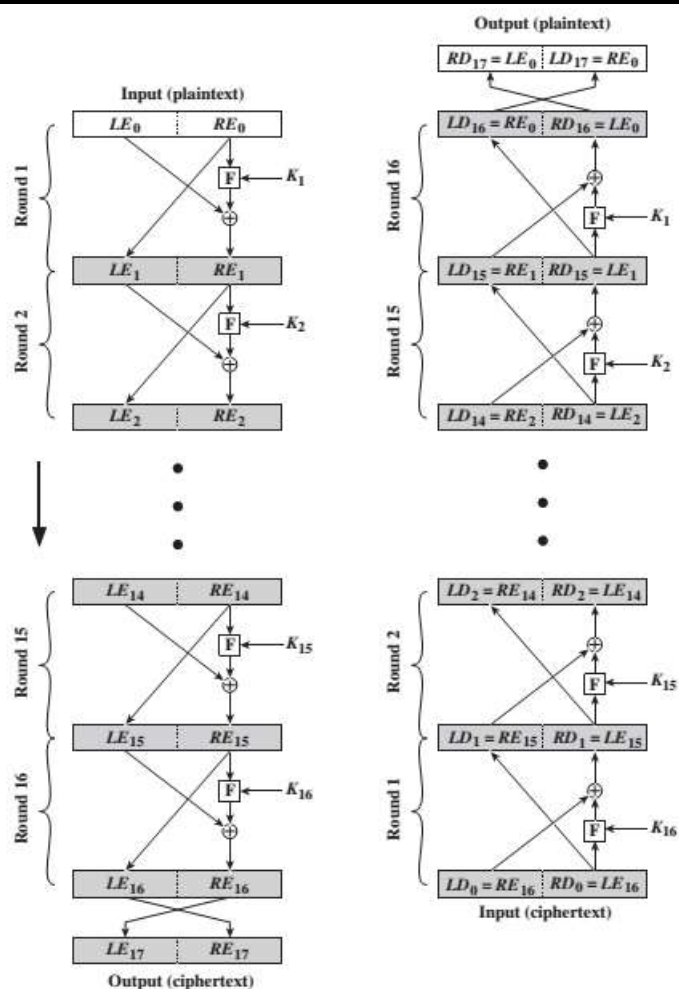 Input (plaintext)
LE₀ RE₀
Round 1
F K₁
LE₁ RE₁
Round 2
F K₂
LE₂ RE₂
LE₁₄ RE₁₄
Round 15
F K₁₅
LE₁₅ RE₁₅
Round 16
F K₁₆
LE₁₆ RE₁₆
LE₁₇ RE₁₇
Output (ciphertext)
Output (plaintext)
RD₁₇ = LE₀ LD₁₇ = RE₀
LD₁₆ = RE₀ RD₁₆ = LE₀
Round 16
F K₁
LD₁₅ = RE₁ RD₁₅ = LE₁
Round 15
F K₂
LD₁₄ = RE₂ RD₁₄ = LE₂
LD₂ = RE₁₄ RD₂ = LE₁₄
Round 2
F K₁₅
LD₁ = RE₁₅ RD₁ = LE₁₅
Round 1
F K₁₆
LD₀ = RE₁₆ RD₀ = LE₁₆
Input (ciphertext)